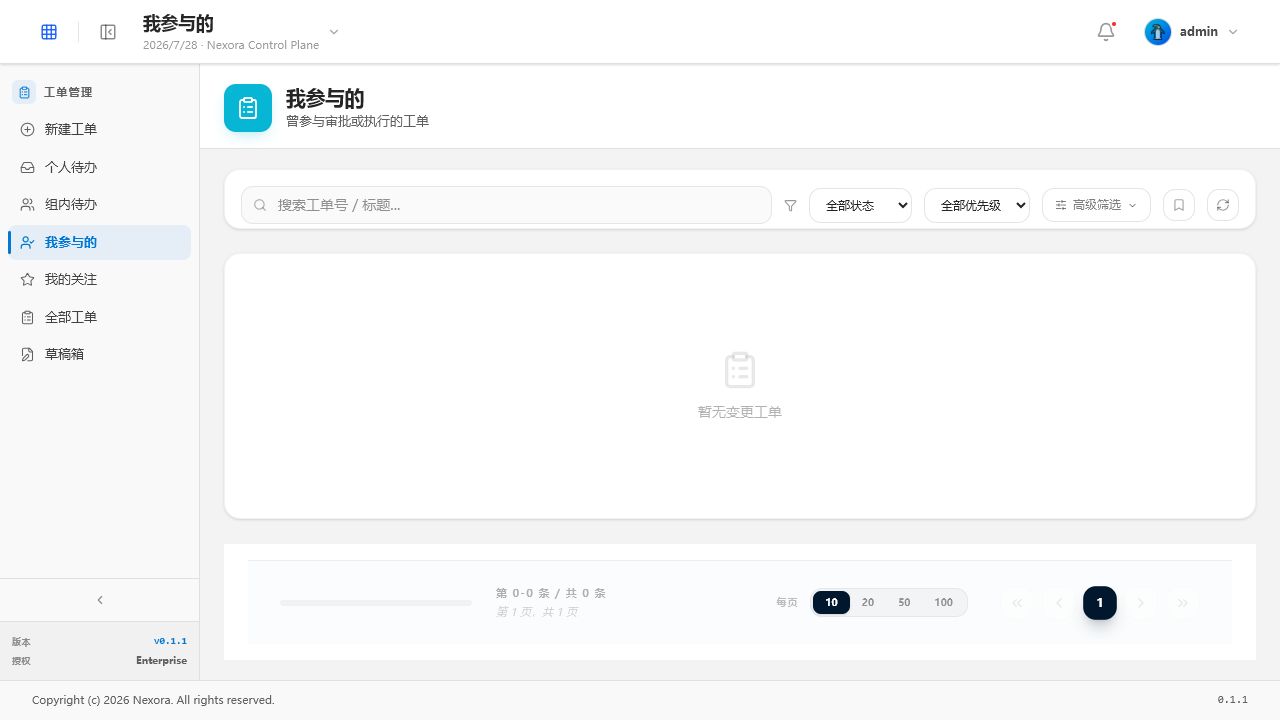 我参与的
2026/7/28 · Nexora Control Plane
admin
工单管理
新建工单
个人待办
组内待办
我参与的
我的关注
全部工单
草稿箱
版本 v0.1.1
授权 Enterprise
我参与的
曾参与审批或执行的工单
搜索工单号 / 标题...
全部状态
全部优先级
高级筛选
暂无变更工单
第 0-0 条 / 共 0 条
第 1 页，共 1 页
每页 10 20 50 100
1
Copyright (c) 2026 Nexora. All rights reserved.
0.1.1